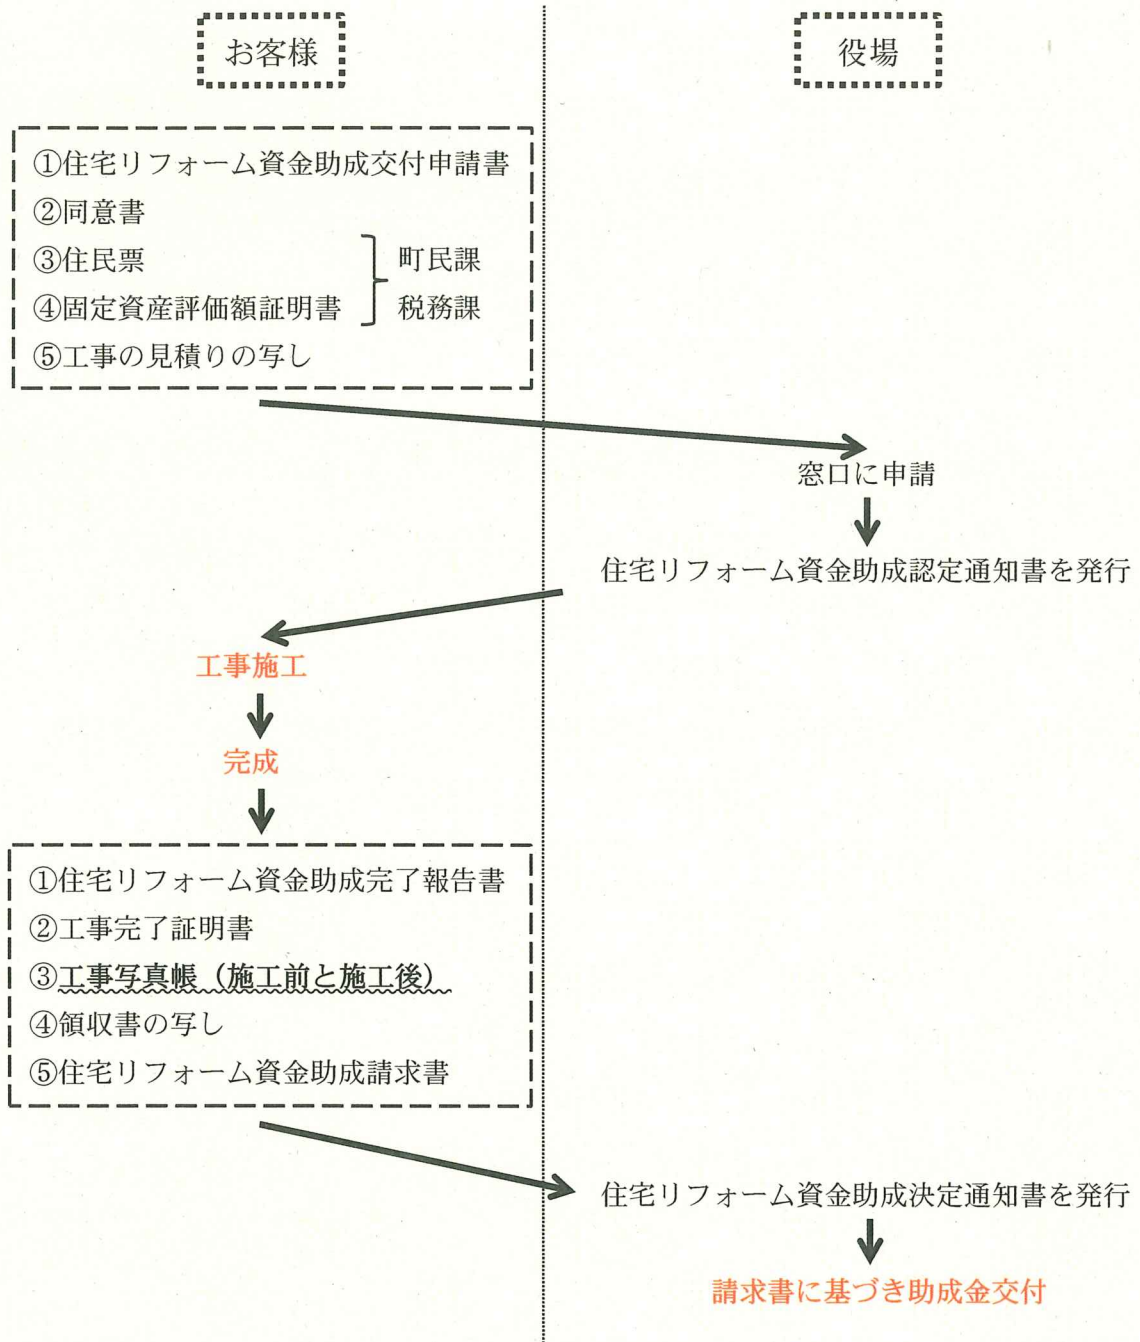 お客様
役場
①住宅リフォーム資金助成交付申請書
②同意書
③住民票 町民課
④固定資産評価額証明書 税務課
⑤工事の見積りの写し
窓口に申請
住宅リフォーム資金助成認定通知書を発行
工事施工
完成
①住宅リフォーム資金助成完了報告書
②工事完了証明書
③工事写真帳（施工前と施工後）
④領収書の写し
⑤住宅リフォーム資金助成請求書
住宅リフォーム資金助成決定通知書を発行
請求書に基づき助成金交付